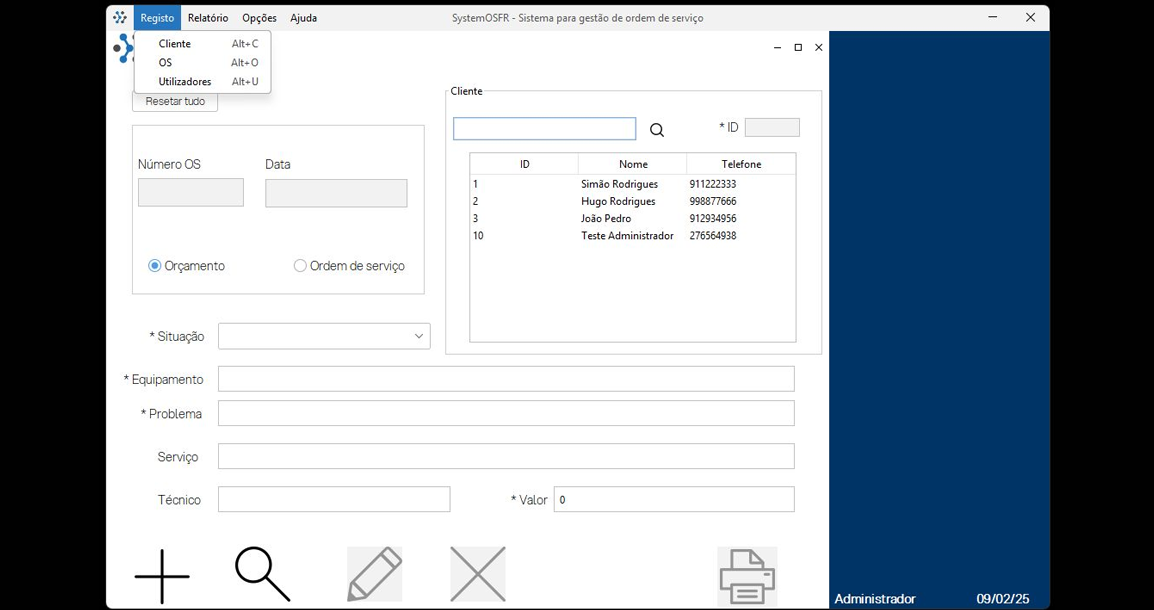 Registo Relatório Opções Ajuda SystemOSFR - Sistema para gestão de ordem de serviço
Cliente Alt+C
OS Alt+O
Utilizadores Alt+U
Resetar tudo
Número OS Data
Orçamento Ordem de serviço
Cliente
* ID
ID Nome Telefone
1 Simão Rodrigues 911222333
2 Hugo Rodrigues 998877666
3 João Pedro 912934956
10 Teste Administrador 276564938
* Situação
* Equipamento
* Problema
Serviço
Técnico * Valor 0
Administrador 09/02/25